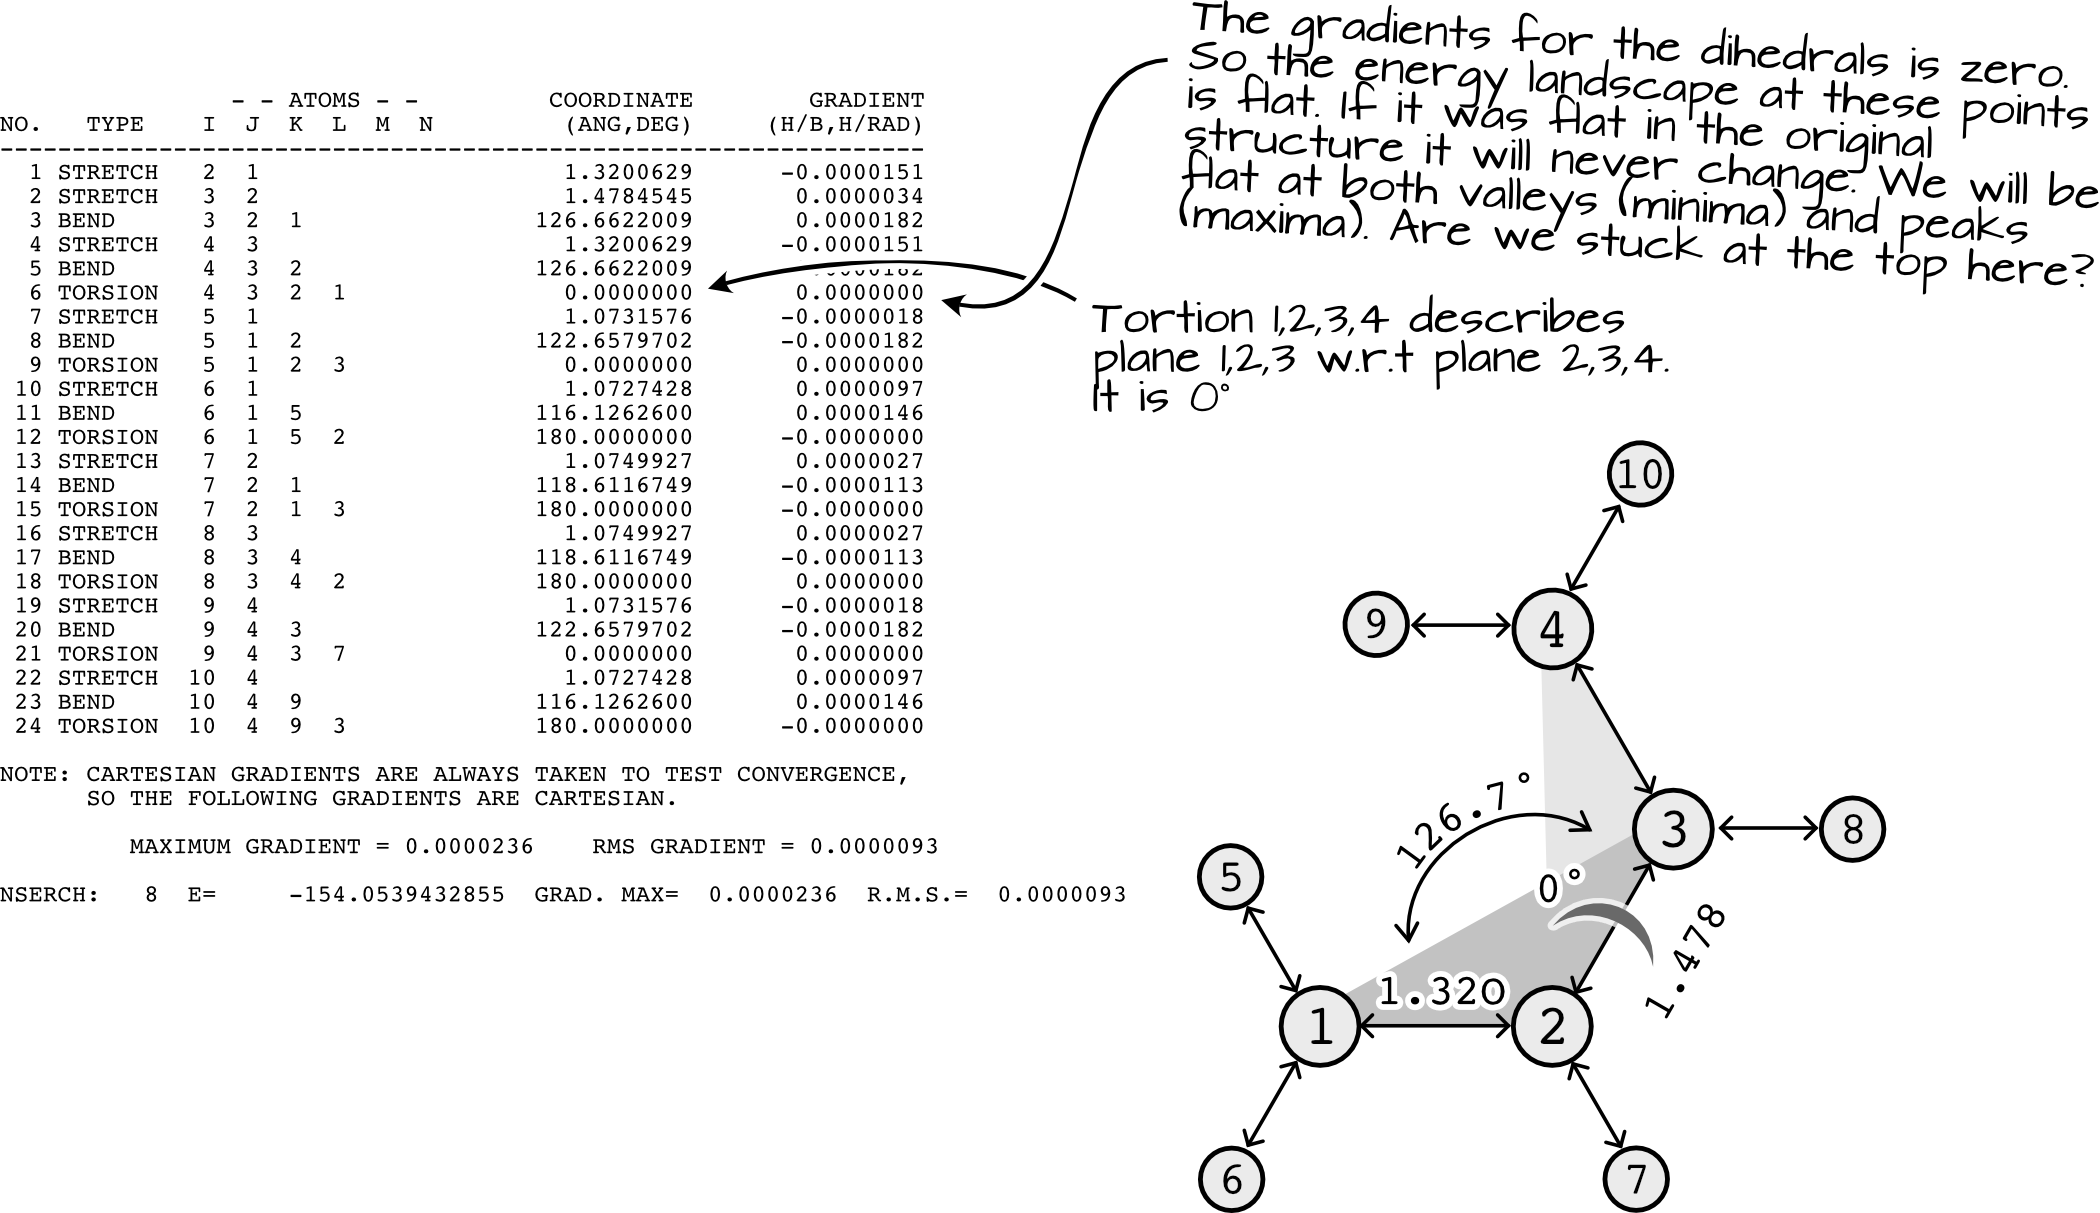 The gradients for the dihedrals is zero.
So the energy landscape at these points
is flat. If it was flat in the original
structure it will never change. We will be
flat at both valleys (minima) and peaks
(maxima). Are we stuck at the top here?
- - ATOMS - - COORDINATE GRADIENT
NO. TYPE I J K L M N (ANG,DEG) (H/B,H/RAD)
1 STRETCH 2 1 1.3200629 -0.0000151
2 STRETCH 3 2 1.4784545 0.0000034
3 BEND 3 2 1 126.6622009 0.0000182
4 STRETCH 4 3 1.3200629 -0.0000151
5 BEND 4 3 2 126.6622009 0.0000182
6 TORSION 4 3 2 1 0.0000000 0.0000000
7 STRETCH 5 1 1.0731576 -0.0000018
8 BEND 5 1 2 122.6579702 -0.0000182
9 TORSION 5 1 2 3 0.0000000 0.0000000
10 STRETCH 6 1 1.0727428 0.0000097
11 BEND 6 1 5 116.1262600 0.0000146
12 TORSION 6 1 5 2 180.0000000 -0.0000000
13 STRETCH 7 2 1.0749927 0.0000027
14 BEND 7 2 1 118.6116749 -0.0000113
15 TORSION 7 2 1 3 180.0000000 -0.0000000
16 STRETCH 8 3 1.0749927 0.0000027
17 BEND 8 3 4 118.6116749 -0.0000113
18 TORSION 8 3 4 2 180.0000000 0.0000000
19 STRETCH 9 4 1.0731576 -0.0000018
20 BEND 9 4 3 122.6579702 -0.0000182
21 TORSION 9 4 3 7 0.0000000 0.0000000
22 STRETCH 10 4 1.0727428 0.0000097
23 BEND 10 4 9 116.1262600 0.0000146
24 TORSION 10 4 9 3 180.0000000 -0.0000000
NOTE: CARTESIAN GRADIENTS ARE ALWAYS TAKEN TO TEST CONVERGENCE,
SO THE FOLLOWING GRADIENTS ARE CARTESIAN.
MAXIMUM GRADIENT = 0.0000236 RMS GRADIENT = 0.0000093
NSERCH: 8 E= -154.0539432855 GRAD. MAX= 0.0000236 R.M.S.= 0.0000093
Tortion 1,2,3,4 describes
plane 1,2,3 w.r.t plane 2,3,4.
It is 0°
10
9
4
126.7°
3
8
5
0°
1.478
1.320
1
2
6
7